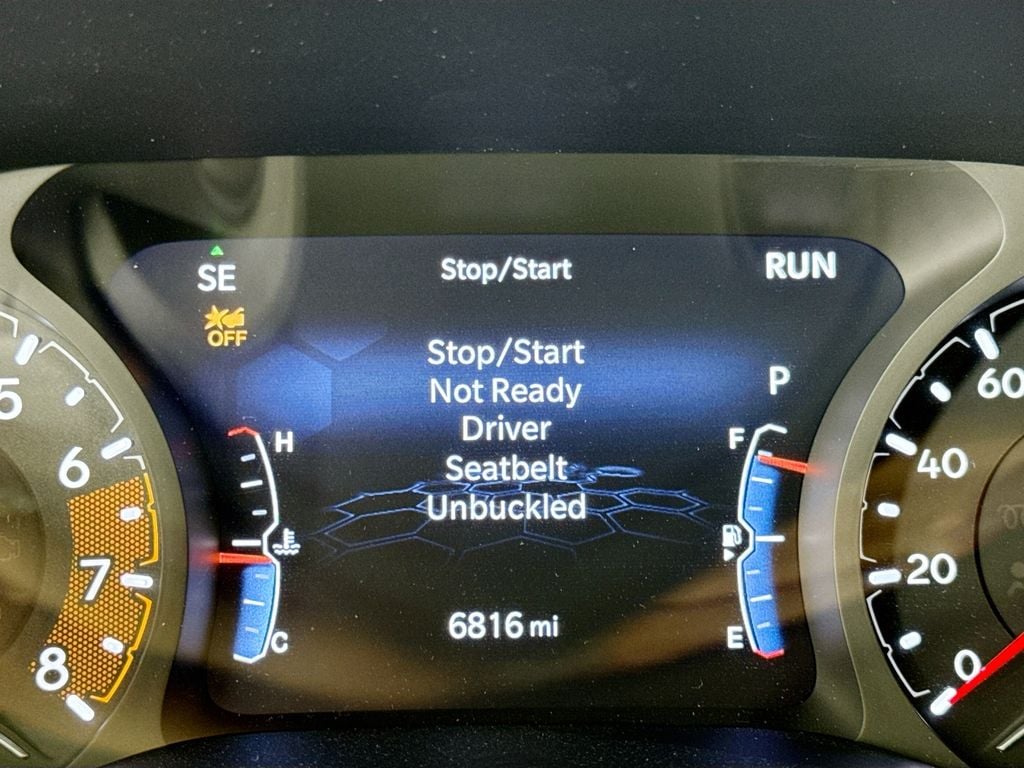 SE
Stop/Start
RUN
OFF
Stop/Start
Not Ready
P
Driver
Seatbelt
Unbuckled
H
C
F
E
6816 mi
5
6
7
8
60
40
20
0